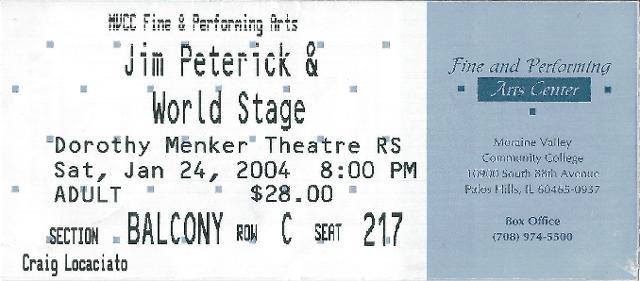 MVCC Fine & Performing Arts
Jim Peterick &
World Stage
Dorothy Menker Theatre RS
Sat, Jan 24, 2004 8:00 PM
ADULT $28.00
SECTION BALCONY ROW C SEAT 217
Craig Locaciato
Fine and Performing
Arts Center
Moraine Valley
Community College
10900 South 88th Avenue
Palos Hills, IL 60465-0937
Box Office
(708) 974-5500